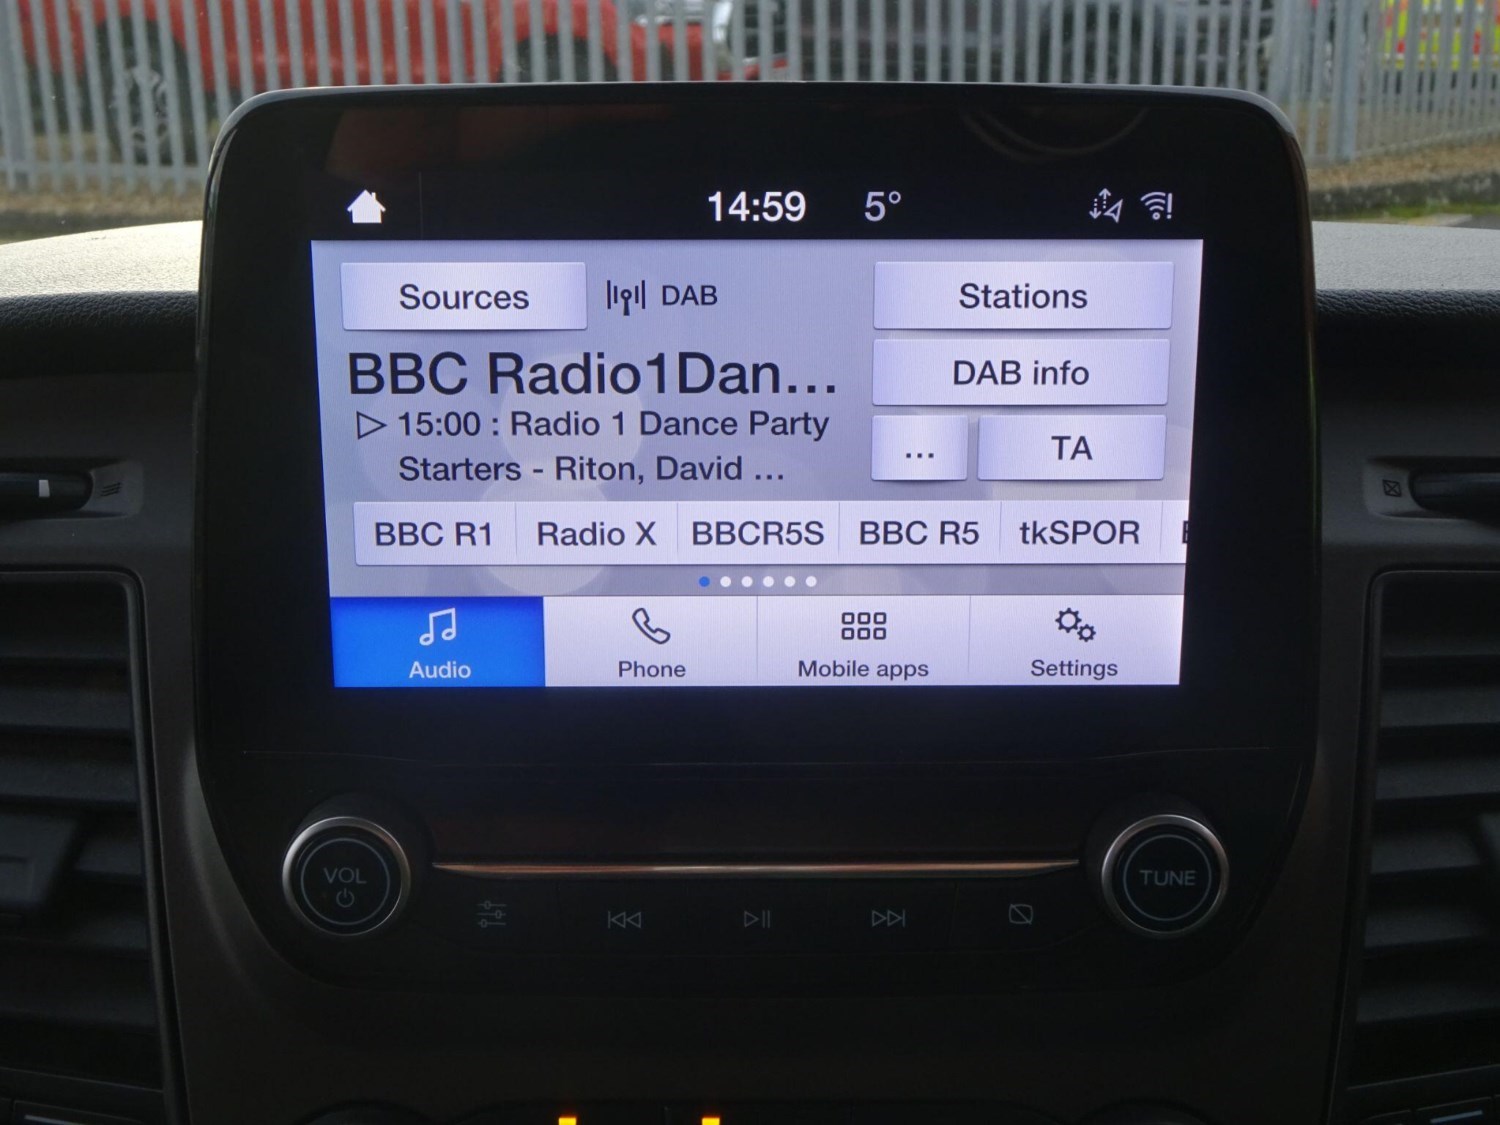 14:59 5°
Sources DAB Stations
BBC Radio1Dan...
DAB info
15:00 : Radio 1 Dance Party
Starters - Riton, David ...
... TA
BBC R1 Radio X BBCR5S BBC R5 tkSPOR
Audio Phone Mobile apps Settings
VOL TUNE